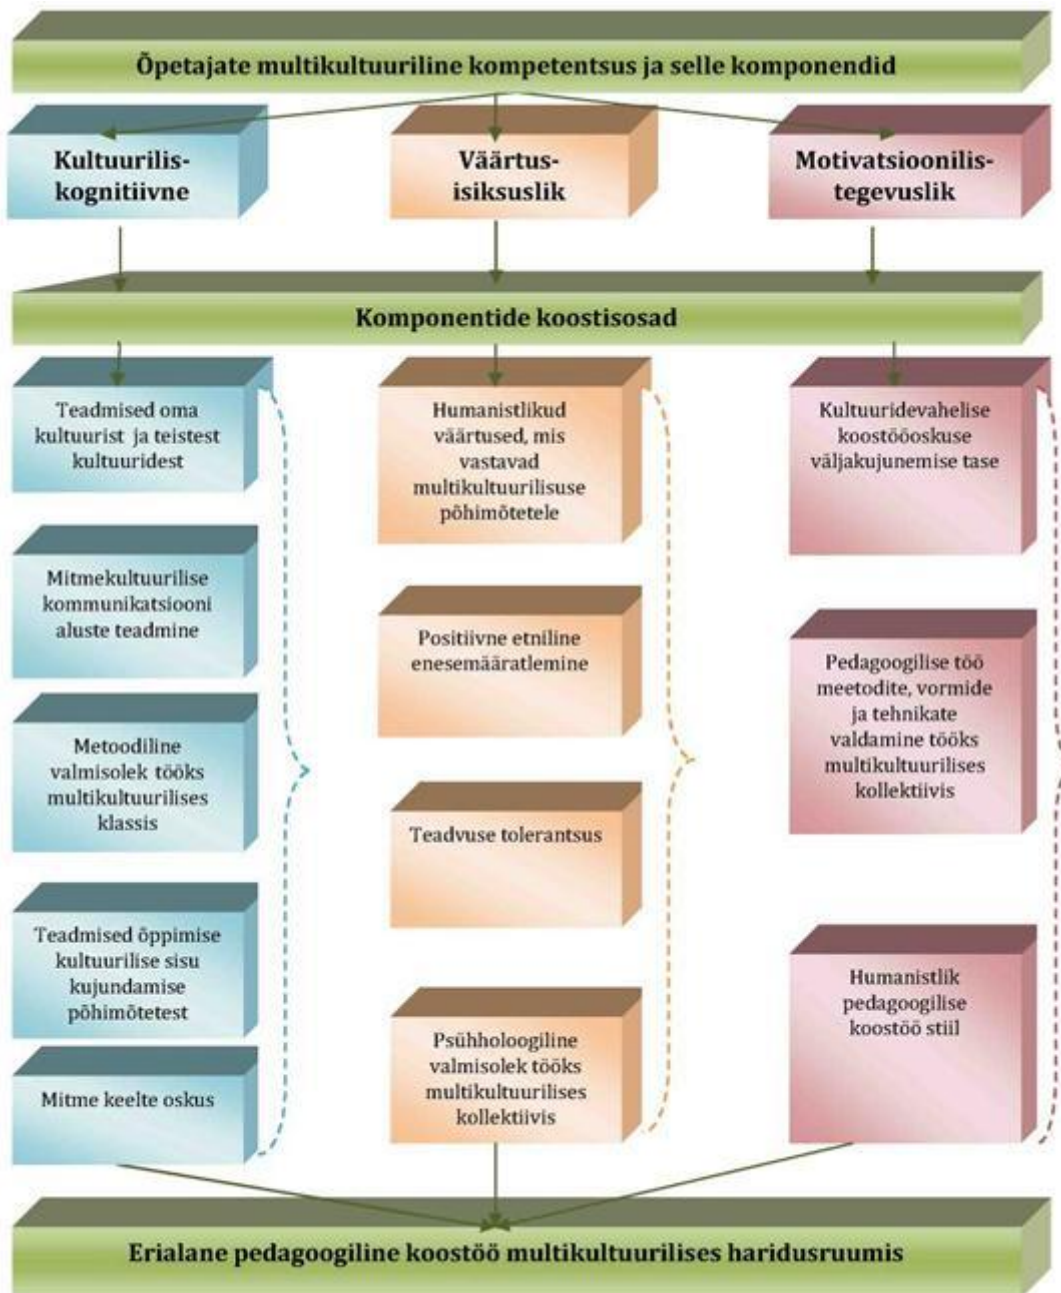 Õpetajate multikultuuriline kompetentsus ja selle komponendid
Kultuurilis-
kognitiivne
Väärtus-
isiksuslik
Motivatsioonilis-
tegevuslik
Komponentide koostisosad
Teadmised oma
kultuurist ja teistest
kultuuridest
Mitmekultuurilise
kommunikatsiooni
aluste teadmine
Metoodiline
valmisolek tööks
multikultuurilises
klassis
Teadmised õppimise
kultuurilise sisu
kujundamise
põhimõtetest
Mitme keelte oskus
Humanistlikud
väärtused, mis
vastavad
multikultuurilisuse
põhimõtetele
Positiivne etniline
enesemääratlemine
Teadvuse tolerantsus
Psühholoogiline
valmisolek tööks
multikultuurilises
kollektiivis
Kultuuridevahelise
koostööoskuse
väljakujunemise tase
Pedagoogilise töö
meetodite, vormide
ja tehnikate
valdamine tööks
multikultuurilises
kollektiivis
Humanistlik
pedagoogilise
koostöö stiil
Erialane pedagoogiline koostöö multikultuurilises haridusruumis